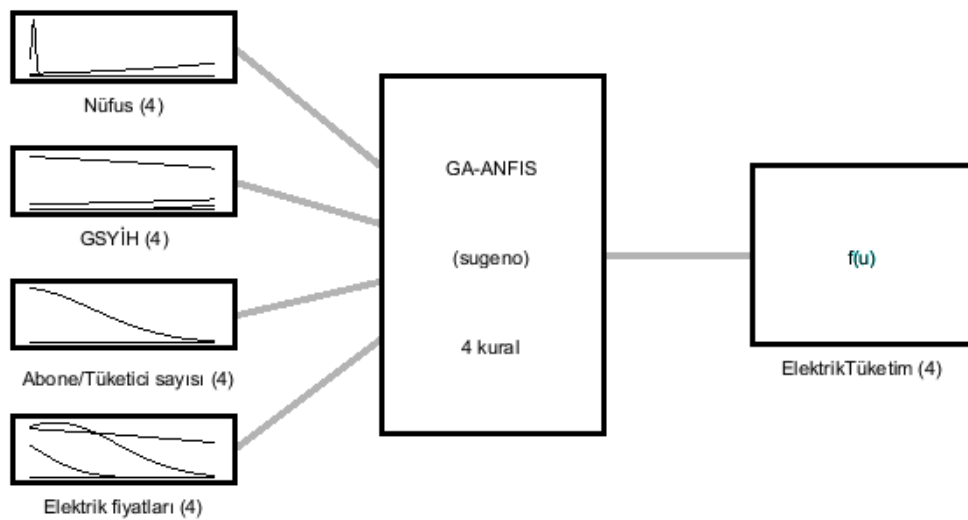 Nüfus (4)
GSYİH (4)
Abone/Tüketici sayısı (4)
Elektrik fiyatları (4)
GA-ANFIS
(sugeno)
4 kural
f(u)
ElektrikTüketim (4)